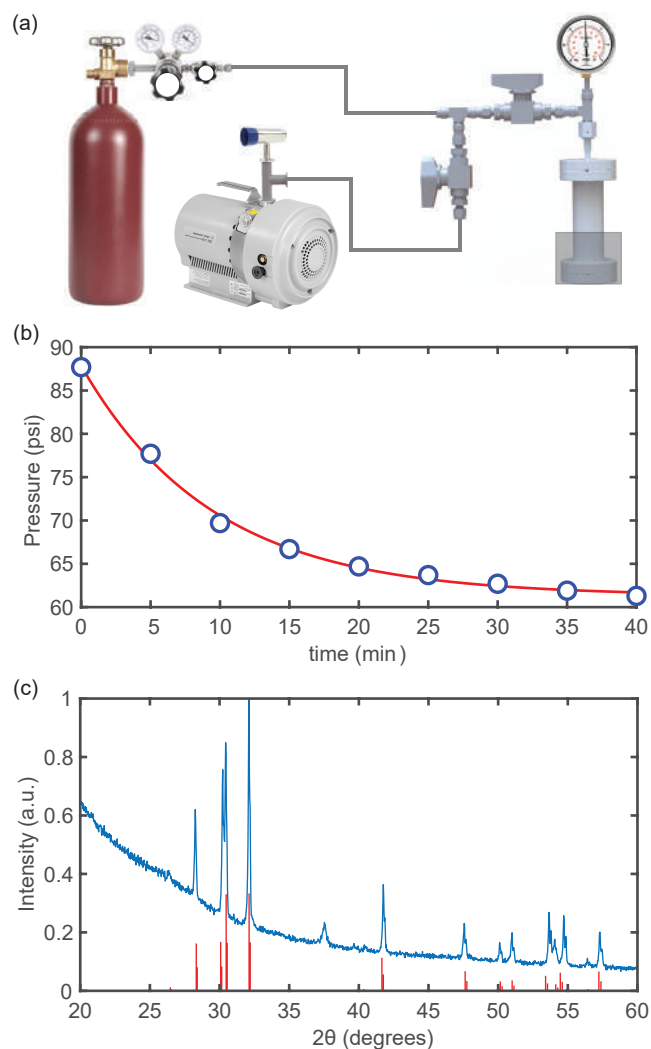 (a)
(b)
90
85
80
75
70
65
60
Pressure (psi)
0 5 10 15 20 25 30 35 40
time (min)
(c)
1
0.8
0.6
0.4
0.2
0
Intensity (a.u.)
20 25 30 35 40 45 50 55 60
2θ (degrees)